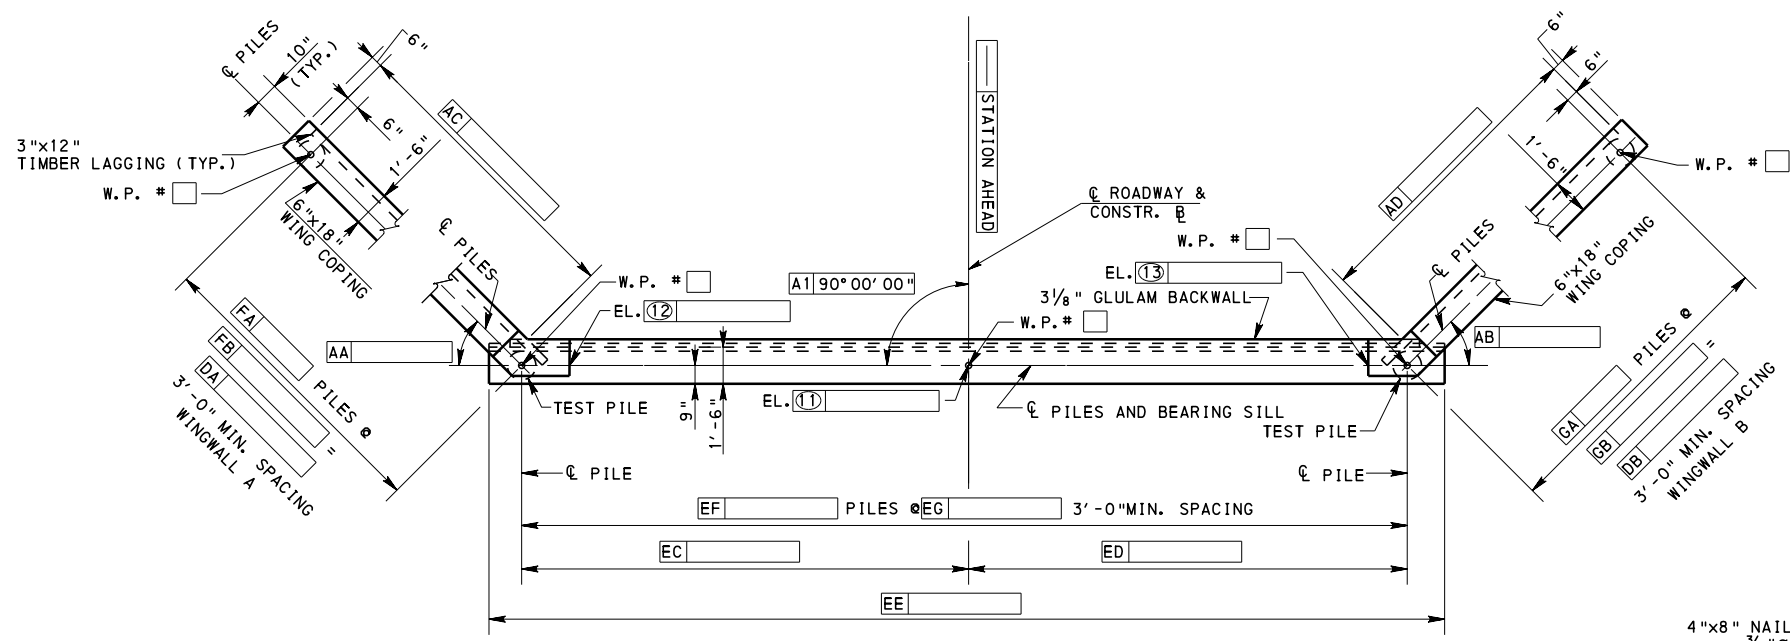 ℄ PILES
10"
(TYP.)
6"
3"x12"
TIMBER LAGGING (TYP.)
W.P. #
6"
1'-6"
AC
6"x18"
WING COPING
℄ PILES
FA PILES @
FB =
DA
3'-0" MIN. SPACING
WINGWALL A
AA
W.P. #
EL. 12
TEST PILE
9"
1'-6"
STATION AHEAD
℄ ROADWAY &
CONSTR. ℄
A1 90°00'00"
3 1/8" GLULAM BACKWALL
W.P. #
EL. 11
℄ PILES AND BEARING SILL
W.P. #
EL. 13
TEST PILE
6"
6"
1'-6"
AD
W.P. #
℄ PILES
6"x18"
WING COPING
AB
GA PILES @
GB =
DB
3'-0" MIN. SPACING
WINGWALL B
℄ PILE
℄ PILE
EF PILES @ EG 3'-0"MIN. SPACING
EC
ED
EE
4"x8" NAIL